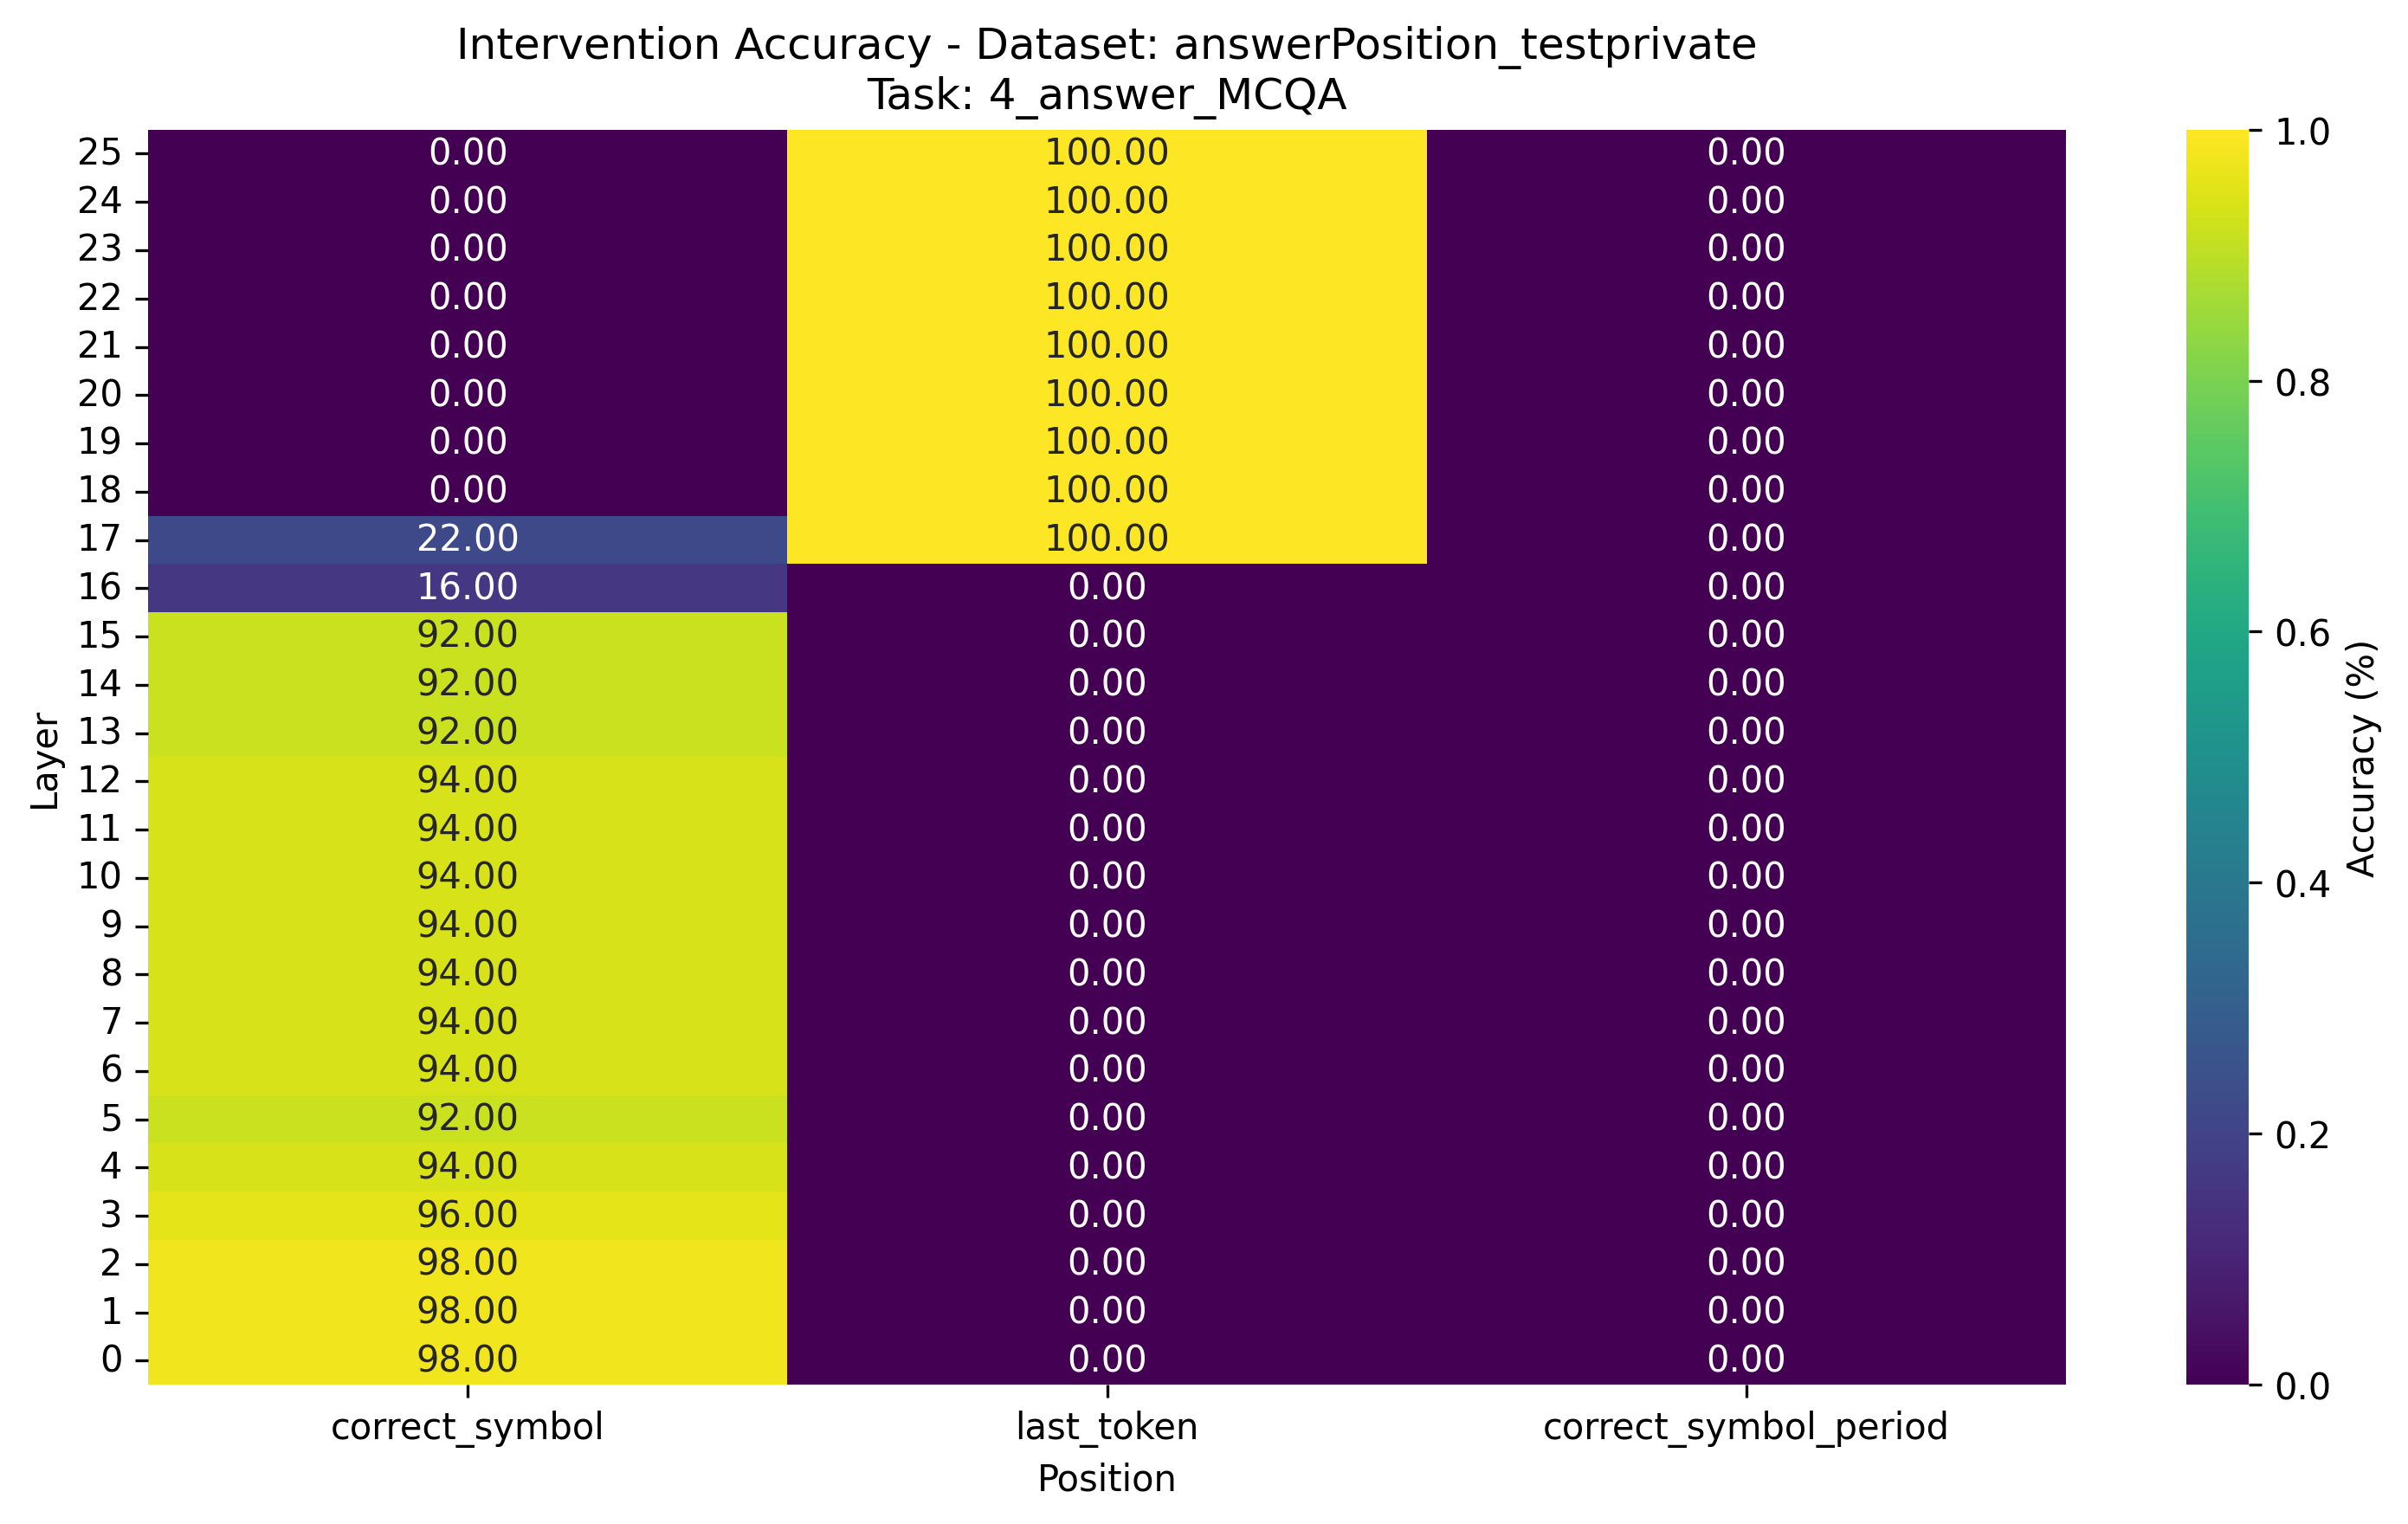 Intervention Accuracy - Dataset: answerPosition_testprivate
Task: 4_answer_MCQA
25 0.00 100.00 0.00
24 0.00 100.00 0.00
23 0.00 100.00 0.00
22 0.00 100.00 0.00
21 0.00 100.00 0.00
20 0.00 100.00 0.00
19 0.00 100.00 0.00
18 0.00 100.00 0.00
17 22.00 100.00 0.00
16 16.00 0.00 0.00
15 92.00 0.00 0.00
14 92.00 0.00 0.00
13 92.00 0.00 0.00
12 94.00 0.00 0.00
11 94.00 0.00 0.00
10 94.00 0.00 0.00
9 94.00 0.00 0.00
8 94.00 0.00 0.00
7 94.00 0.00 0.00
6 94.00 0.00 0.00
5 92.00 0.00 0.00
4 94.00 0.00 0.00
3 96.00 0.00 0.00
2 98.00 0.00 0.00
1 98.00 0.00 0.00
0 98.00 0.00 0.00
correct_symbol last_token correct_symbol_period
Position
Layer
1.0
0.8
0.6
0.4
0.2
0.0
Accuracy (%)